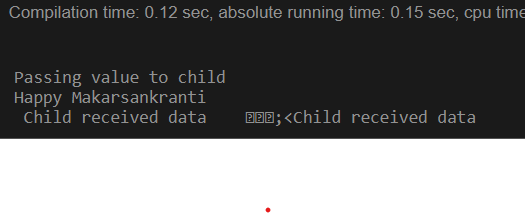 Compilation time: 0.12 sec, absolute running time: 0.15 sec, cpu time
Passing value to child
Happy Makarsankranti
Child received data    ���;<Child received data